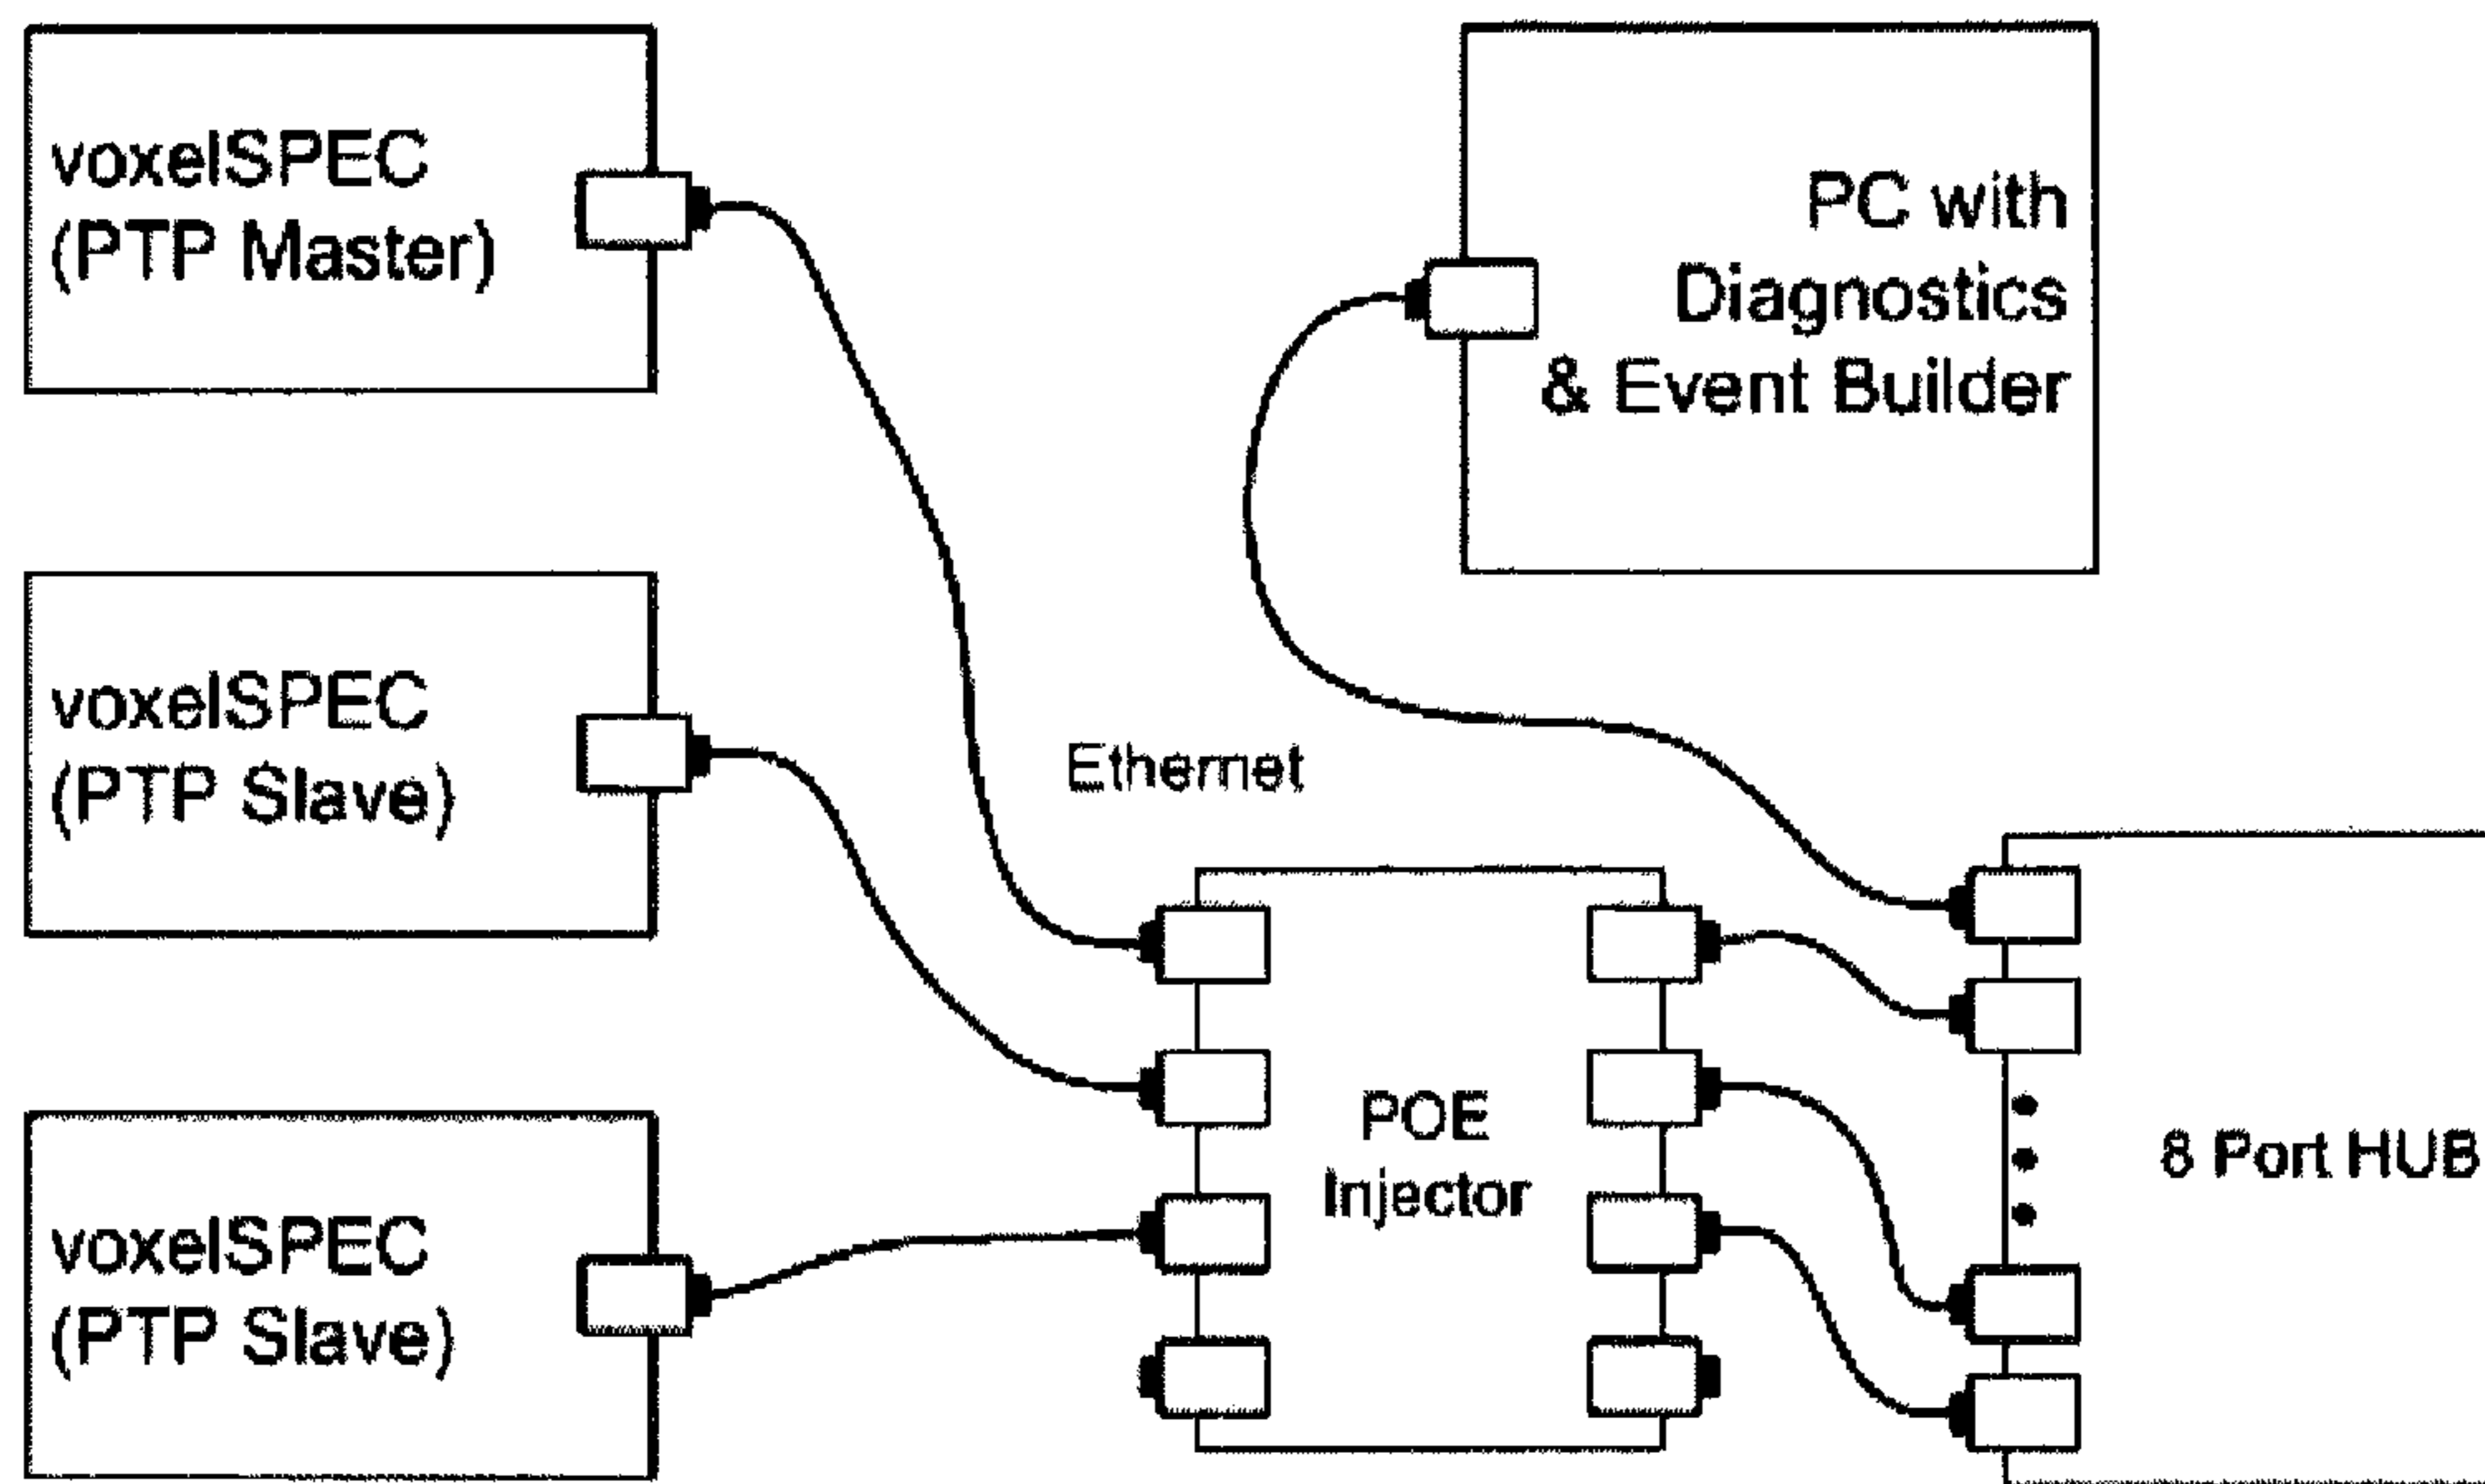 voxelSPEC
(PTP Master)
PC with
Diagnostics
& Event Builder
voxelSPEC
(PTP Slave)
Ethernet
POE
Injector
8 Port HUB
voxelSPEC
(PTP Slave)